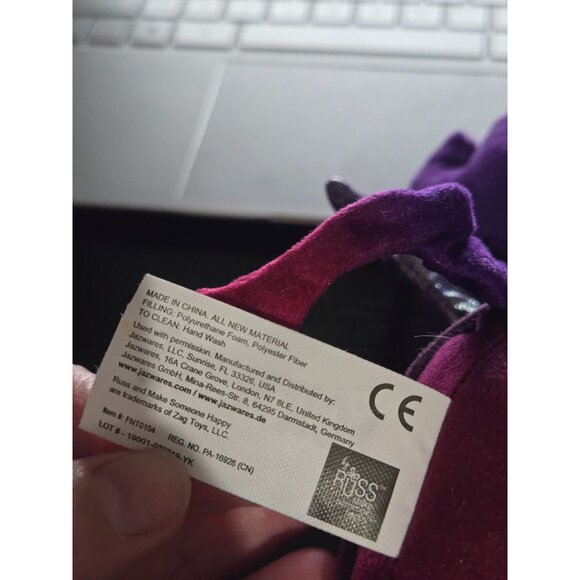 MADE IN CHINA. ALL NEW MATERIAL
FILLING: Polyurethane Foam, Polyester Fiber
TO CLEAN: Hand Wash
Used with permission. Manufactured and Distributed by:
Jazwares, LLC, Sunrise, FL 33326, USA
Jazwares, 16A Crane Grove, London, N7 8LE, United Kingdom
Jazwares GmbH, Mina-Rees-Str. 8, 64295 Darmstadt, Germany
www.jazwares.com / www.jazwares.de
Russ and Make Someone Happy
are trademarks of Zag Toys, LLC.
Item #: FNT0154 REG. NO. PA-16926 (CN)
LOT # - 19001-
CE
RUSS™